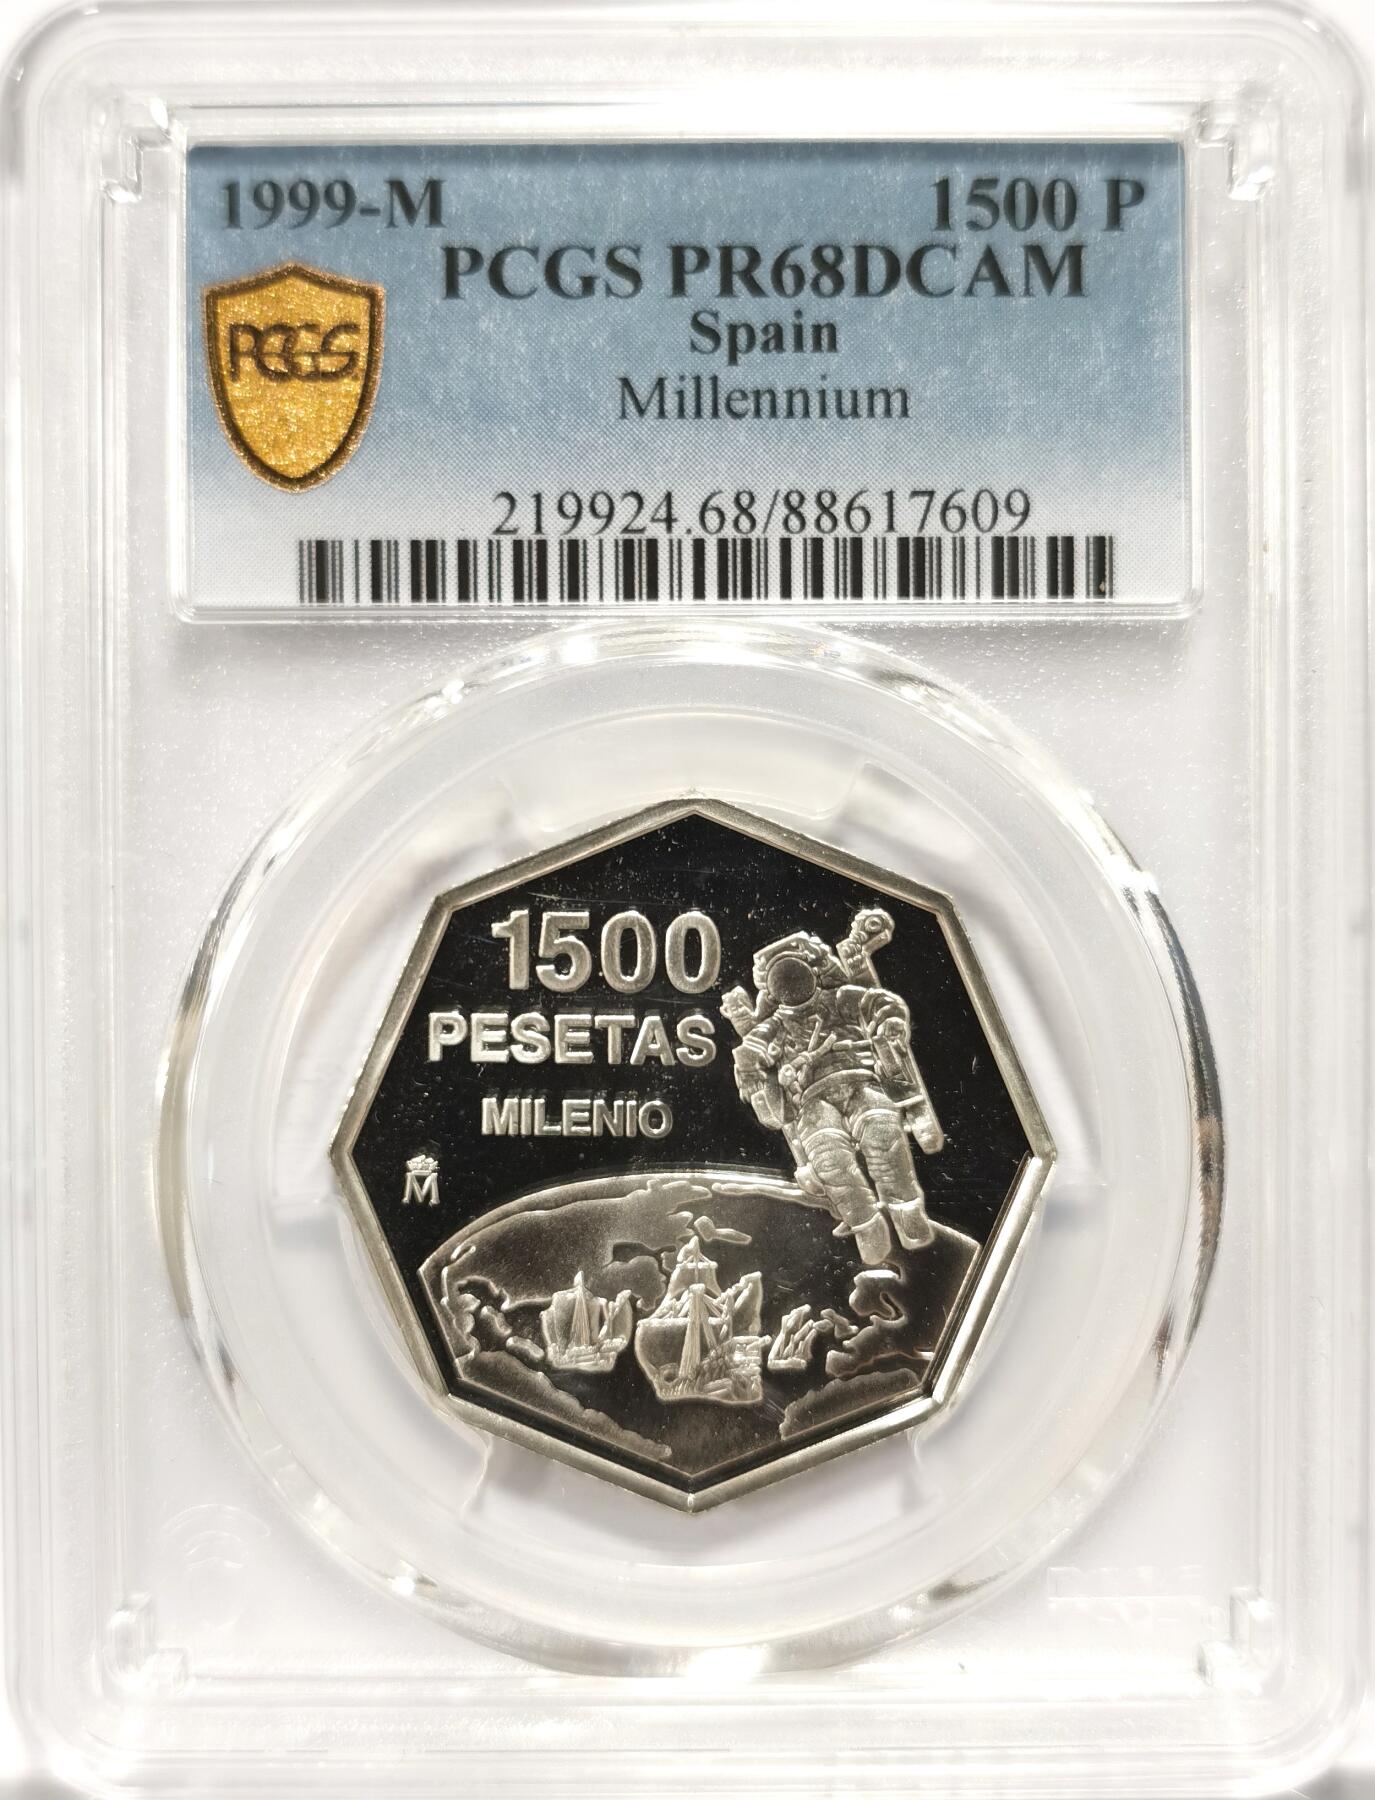 1999-M 1500 P
PCGS PR68DCAM
Spain
Millennium
PCGS
219924.68/88617609
1500
PESETAS
MILENIO
M